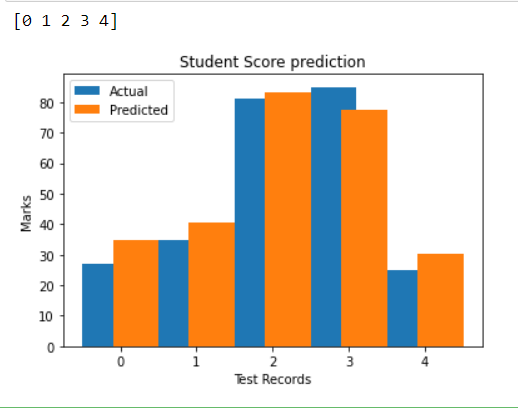 [0 1 2 3 4]
Student Score prediction
Actual
Predicted
80
70
60
50
40
30
20
10
0
Marks
0 1 2 3 4
Test Records